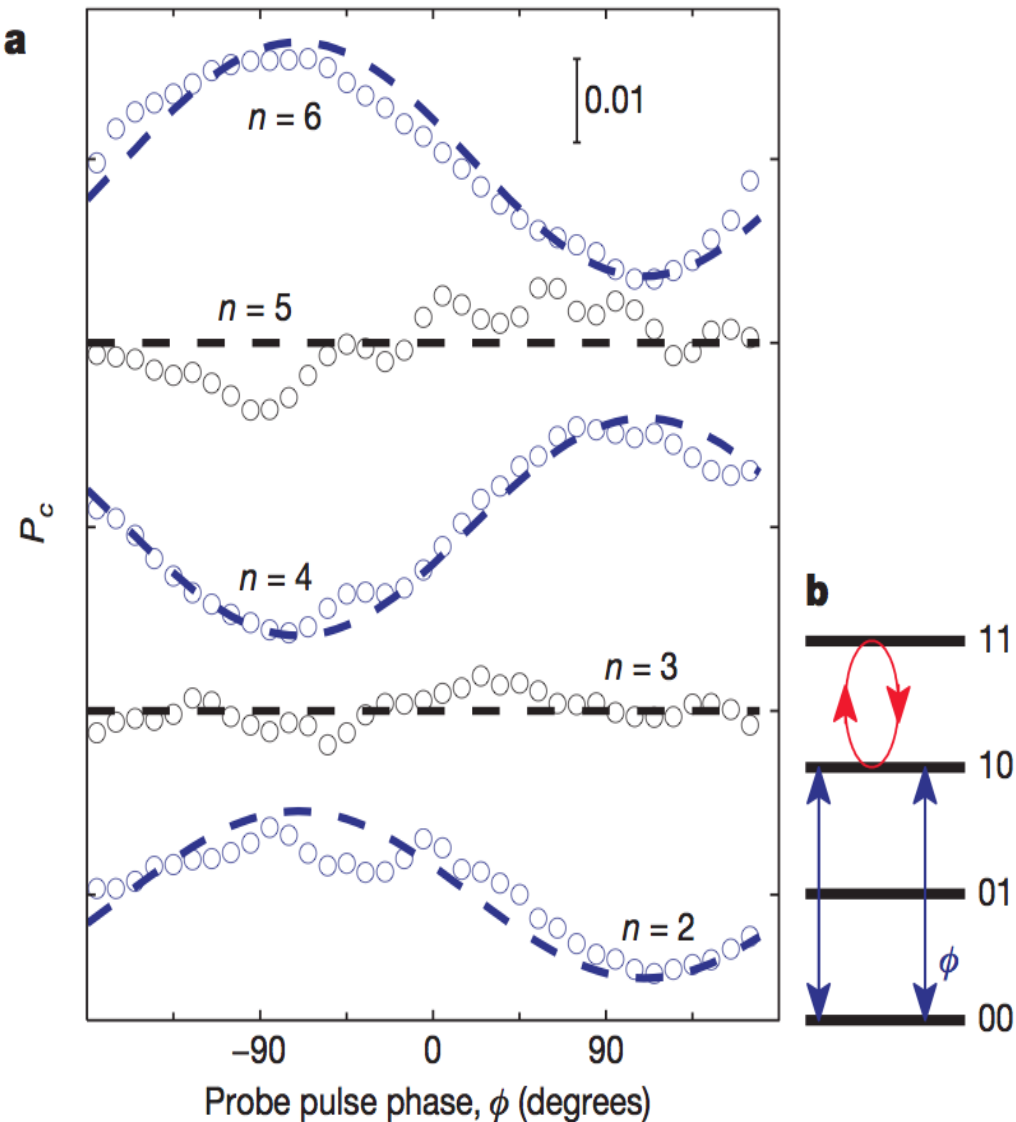 a
0.01
n = 6
n = 5
n = 4
n = 3
n = 2
P_c
−90 0 90
Probe pulse phase, ϕ (degrees)
b
11
10
01
ϕ
00